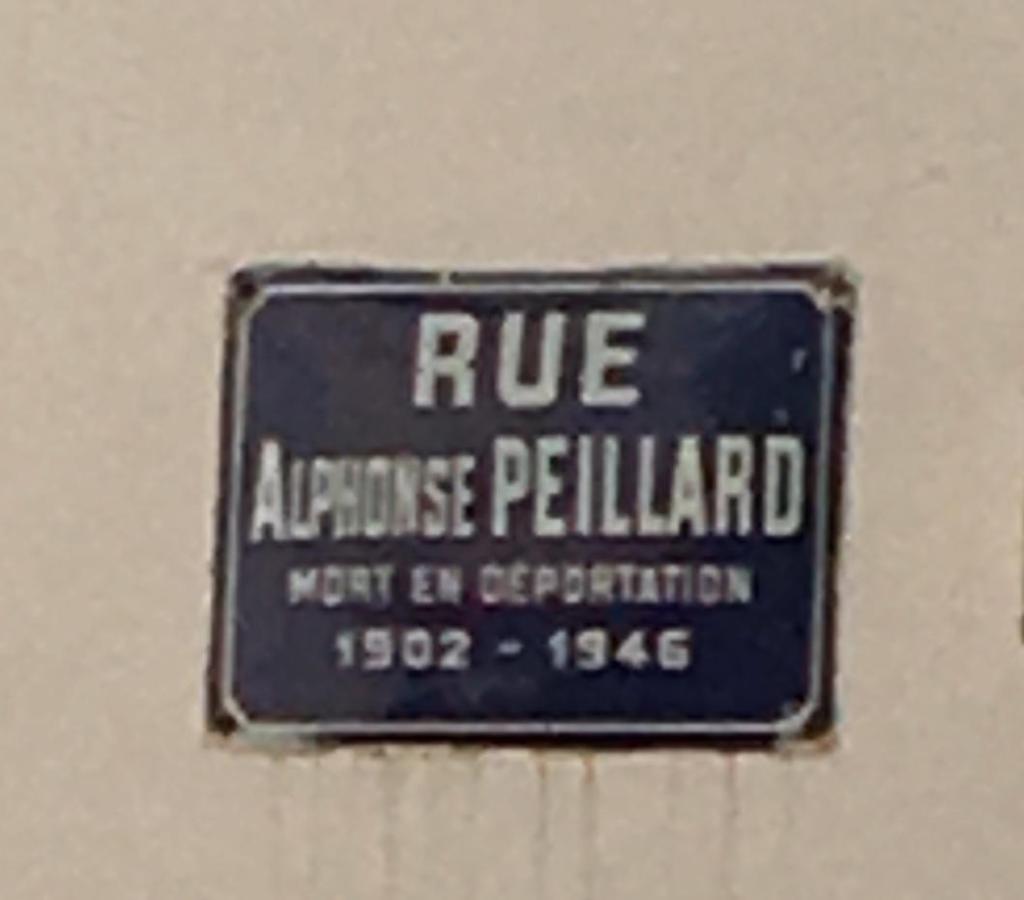 RUE
ALPHONSE PEILLARD
MORT EN DÉPORTATION
1902 - 1946